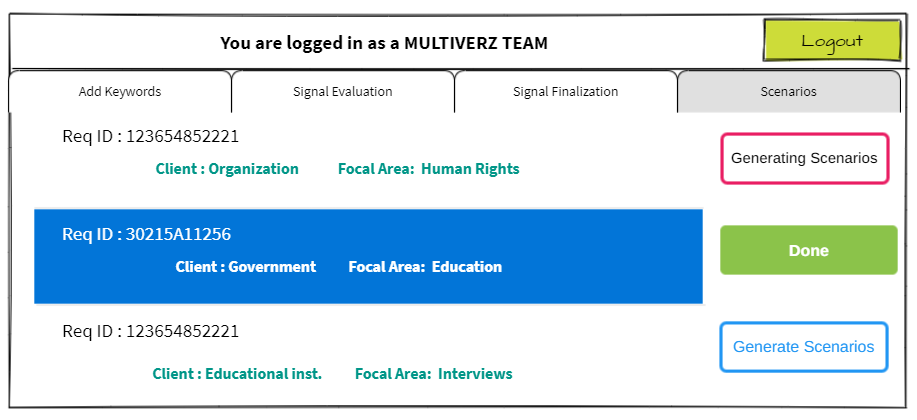 You are logged in as a MULTIVERZ TEAM
Logout
Add Keywords
Signal Evaluation
Signal Finalization
Scenarios
Req ID : 123654852221
Client : Organization
Focal Area: Human Rights
Generating Scenarios
Req ID : 30215A11256
Client : Government
Focal Area: Education
Done
Req ID : 123654852221
Client : Educational inst.
Focal Area: Interviews
Generate Scenarios